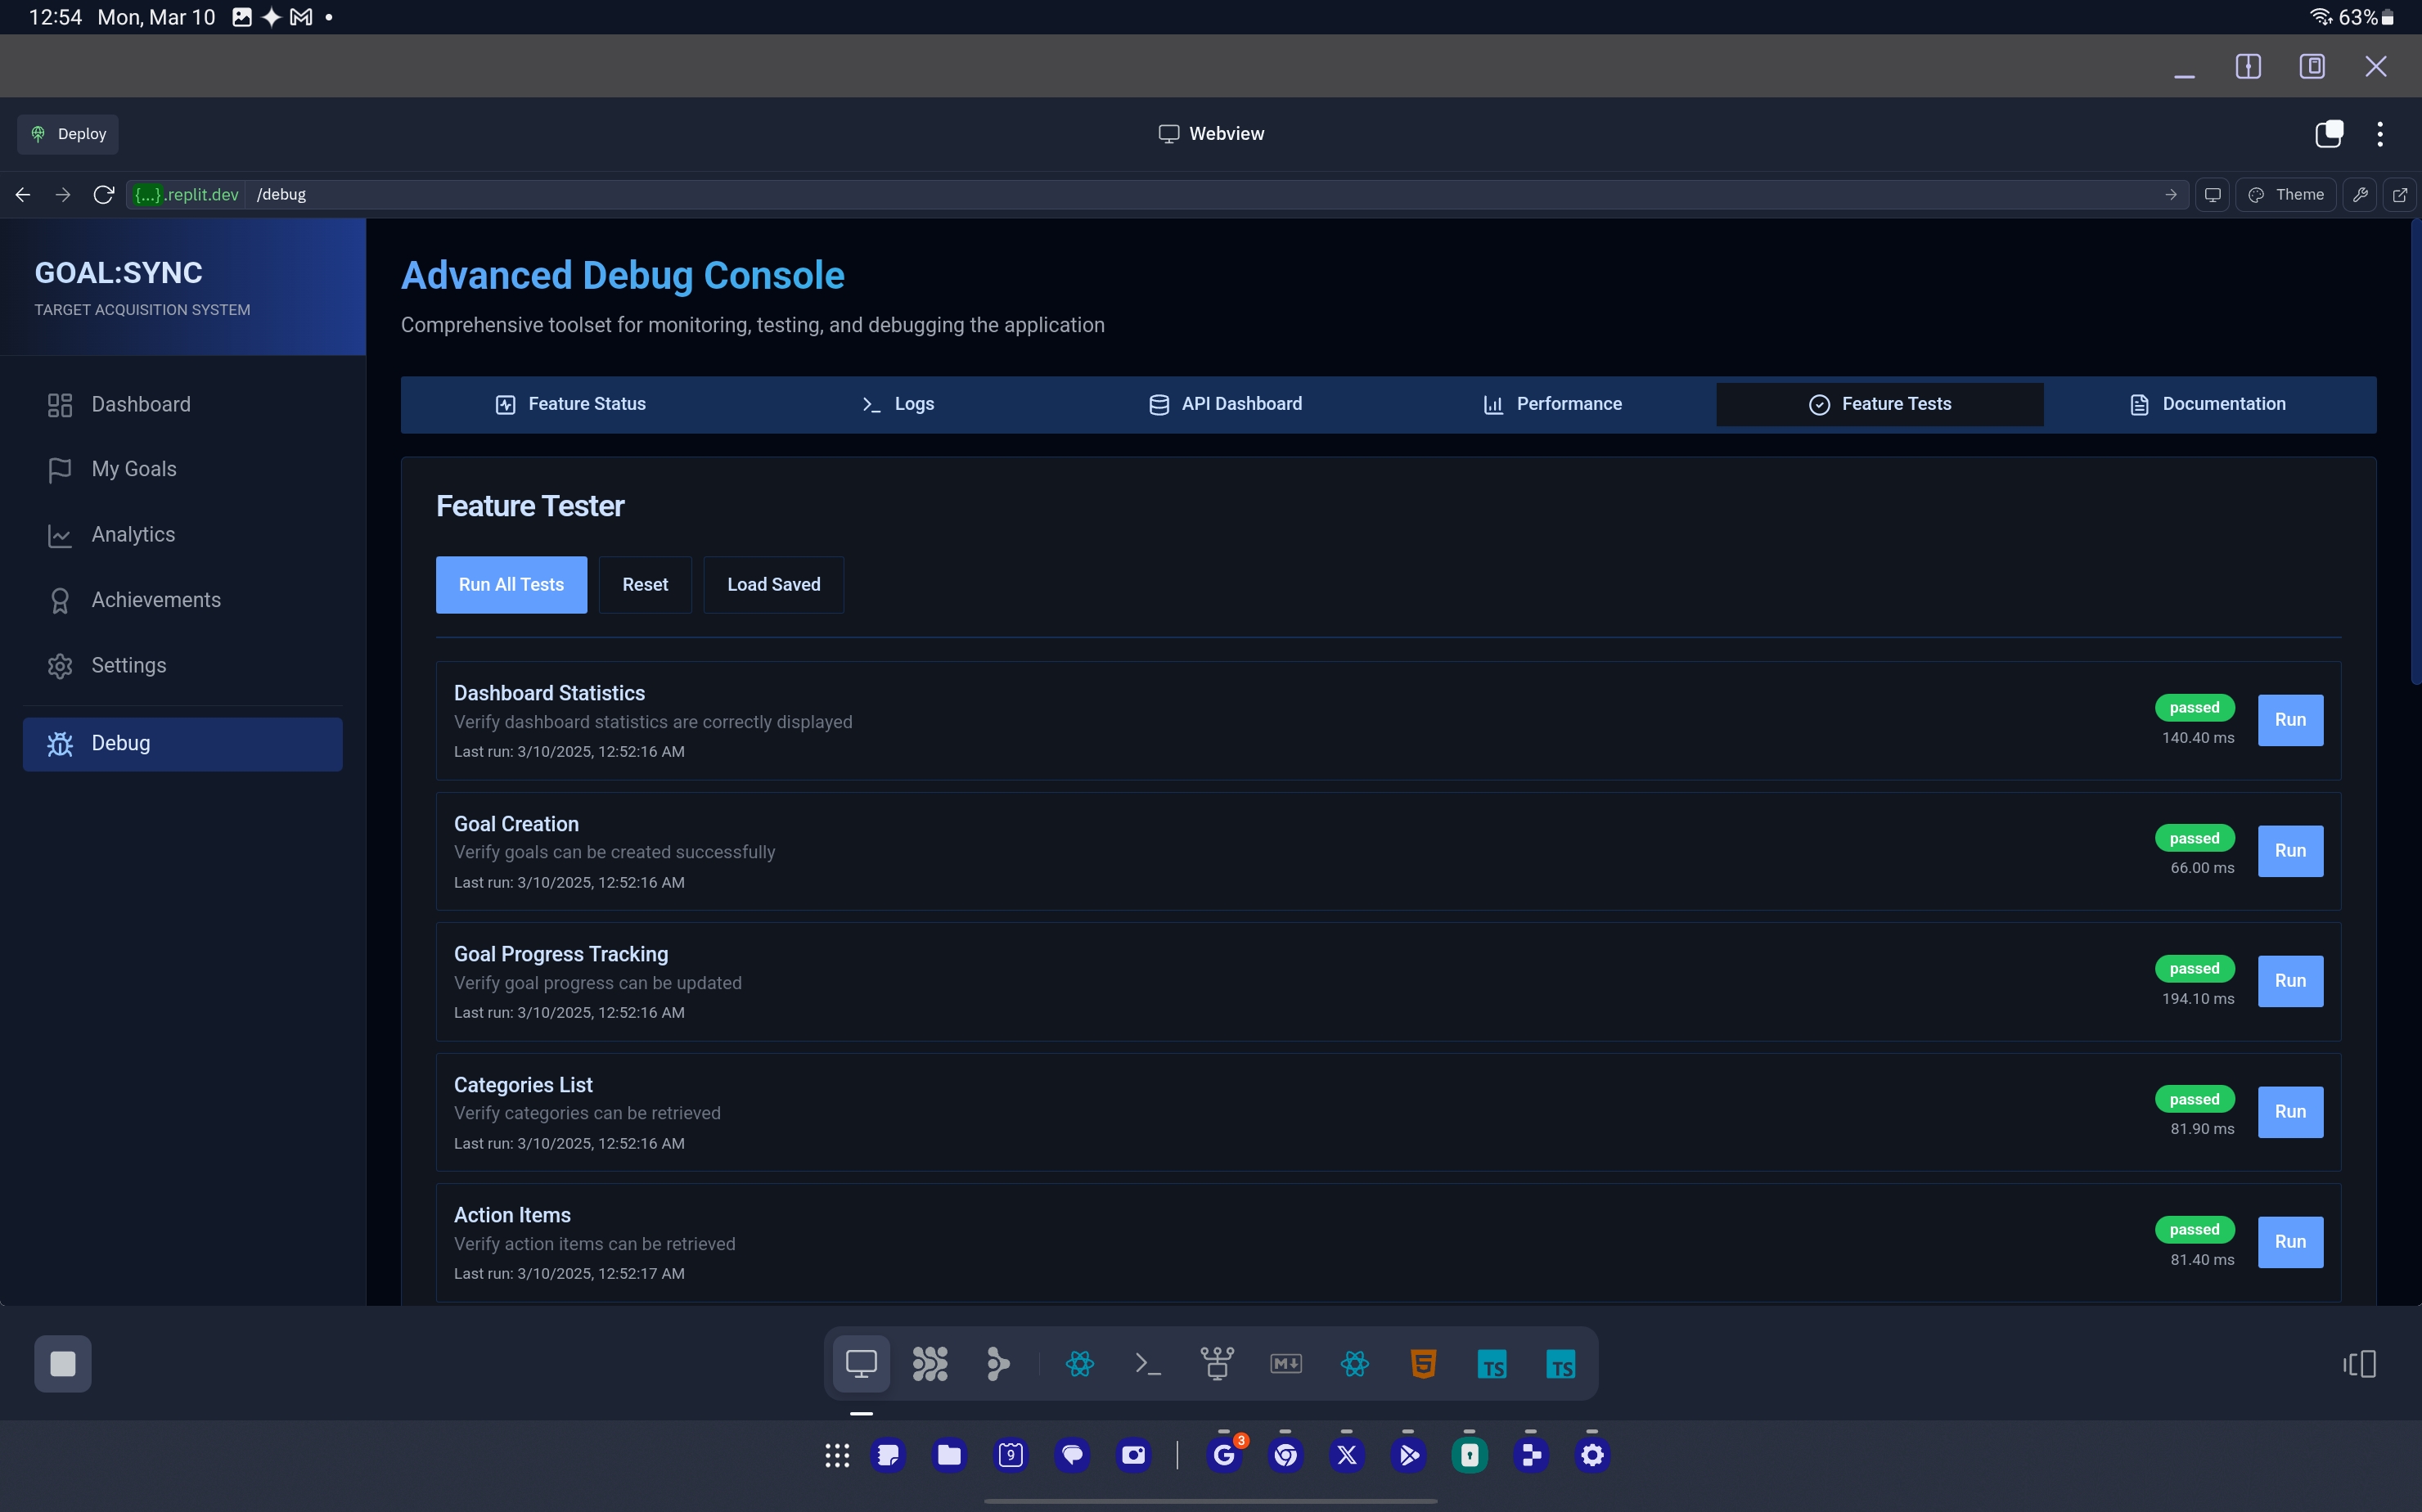 12:54 Mon, Mar 10
63%
Deploy
Webview
{...}.replit.dev /debug
Theme
GOAL:SYNC
TARGET ACQUISITION SYSTEM
Dashboard
My Goals
Analytics
Achievements
Settings
Debug
Advanced Debug Console
Comprehensive toolset for monitoring, testing, and debugging the application
Feature Status
Logs
API Dashboard
Performance
Feature Tests
Documentation
Feature Tester
Run All Tests
Reset
Load Saved
Dashboard Statistics
Verify dashboard statistics are correctly displayed
Last run: 3/10/2025, 12:52:16 AM
passed
140.40 ms
Run
Goal Creation
Verify goals can be created successfully
Last run: 3/10/2025, 12:52:16 AM
passed
66.00 ms
Run
Goal Progress Tracking
Verify goal progress can be updated
Last run: 3/10/2025, 12:52:16 AM
passed
194.10 ms
Run
Categories List
Verify categories can be retrieved
Last run: 3/10/2025, 12:52:16 AM
passed
81.90 ms
Run
Action Items
Verify action items can be retrieved
Last run: 3/10/2025, 12:52:17 AM
passed
81.40 ms
Run
M
5
TS
TS
9
G
3
X